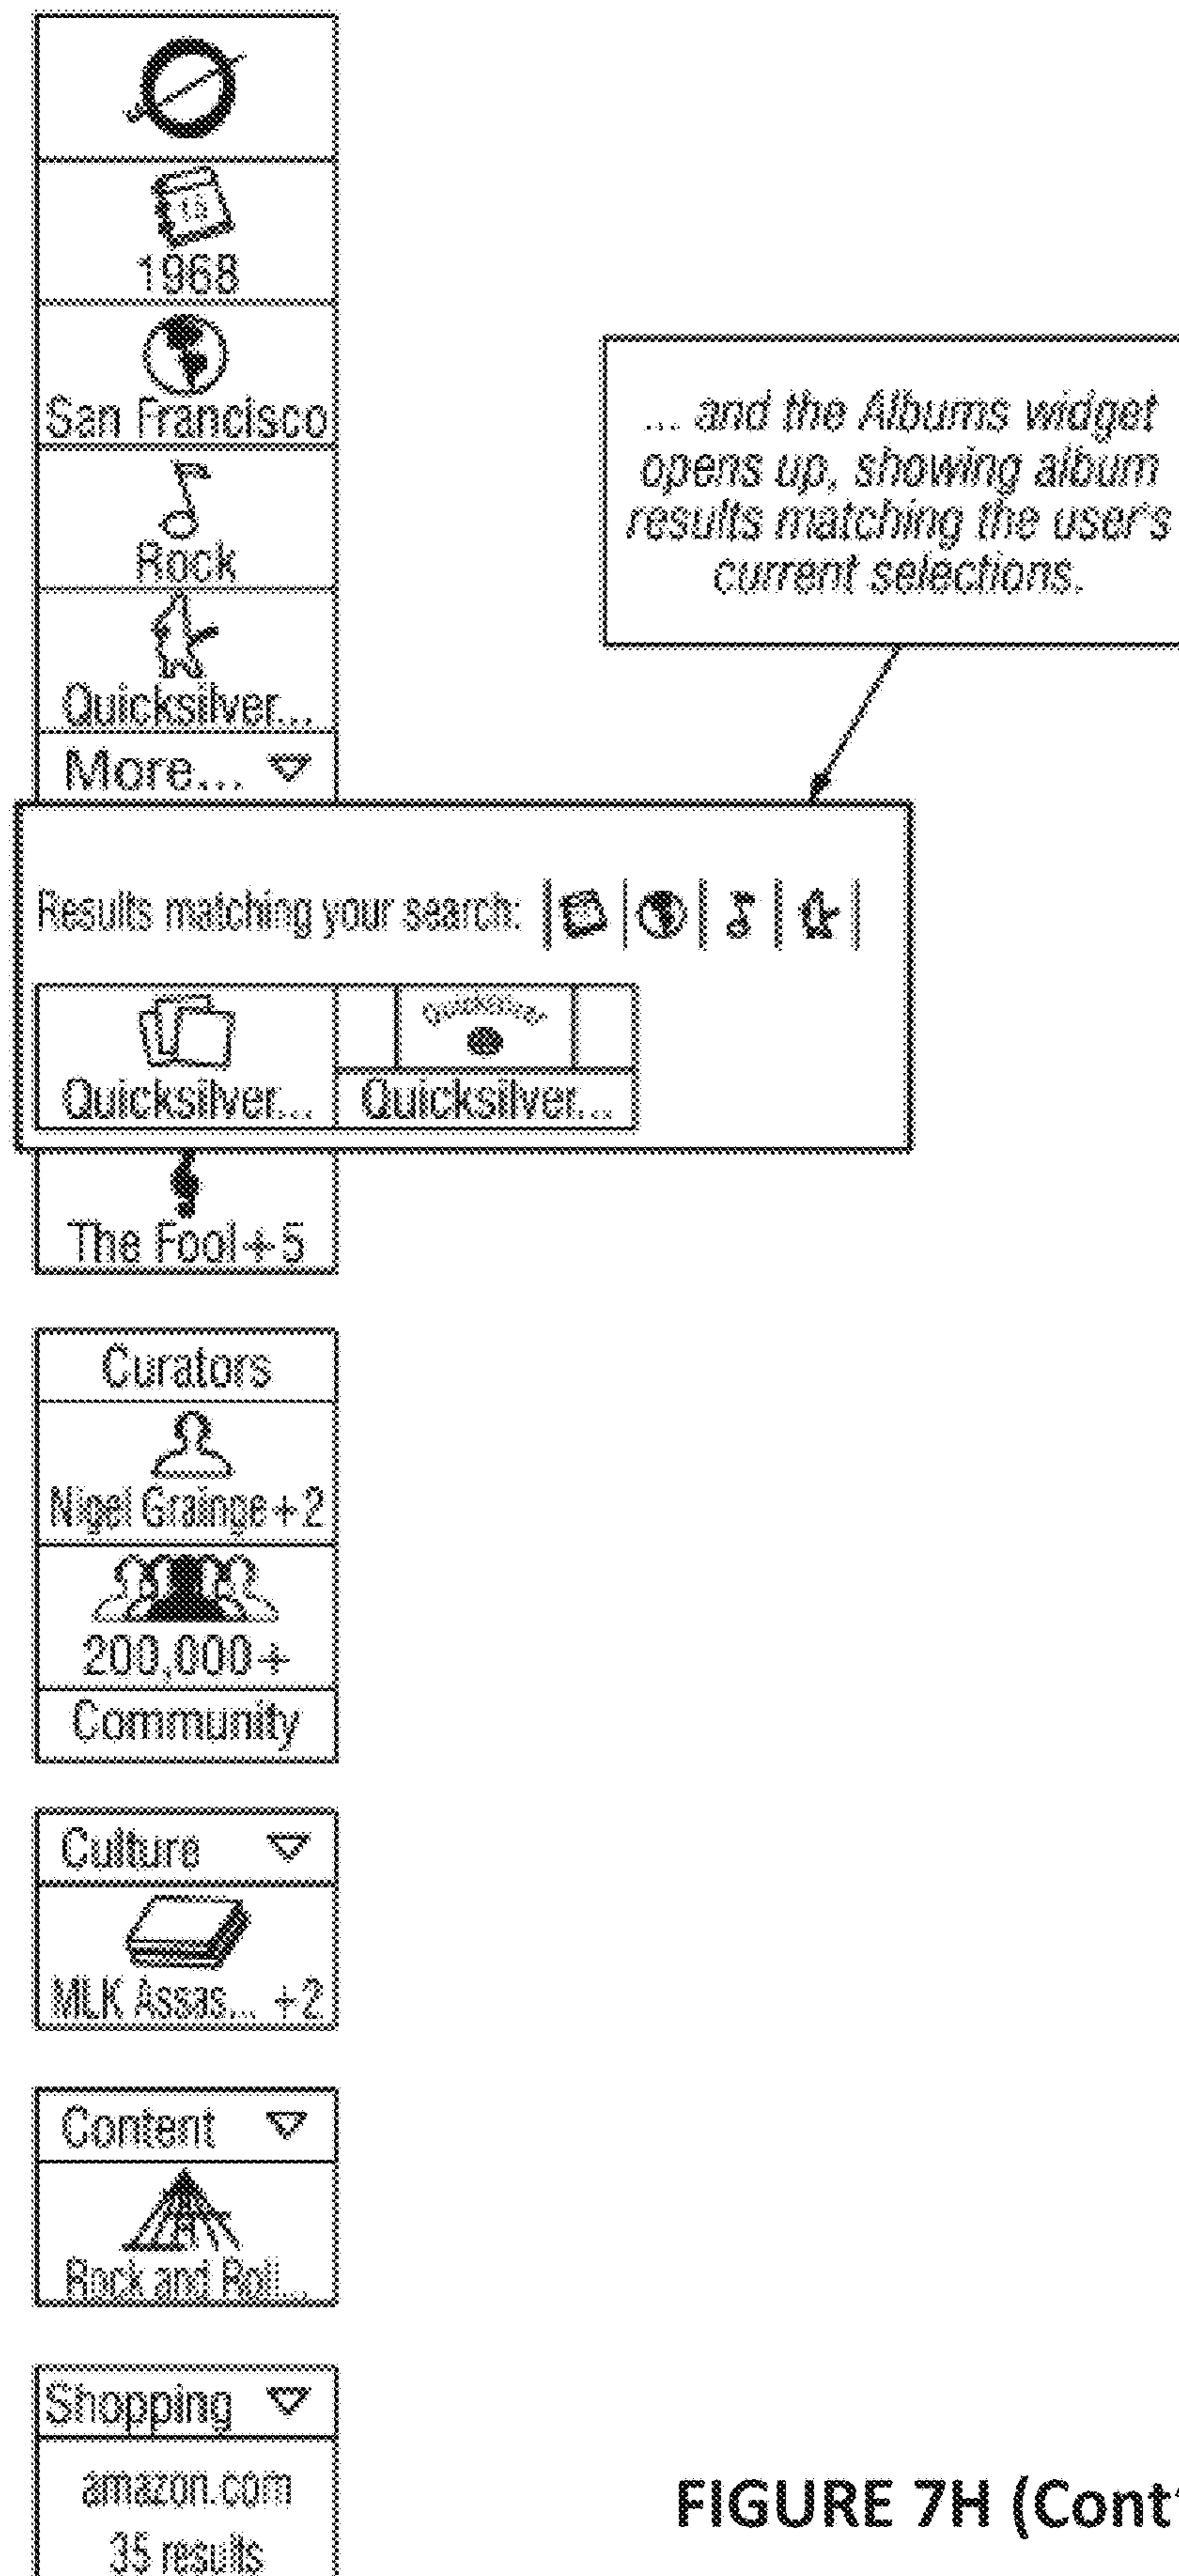 1968
San Francisco
... and the Albums widget
opens up, showing album
results matching the user's
current selections.
Rock
Quicksilver...
More...
Results matching your search:
Quicksilver
Quicksilver... Quicksilver...
The Fool+5
Curators
Nigel Grainge+2
200,000+
Community
Culture
MLK Assas... +2
Content
Rock and Roll...
Shopping
amazon.com
35 results
FIGURE 7H (Cont'